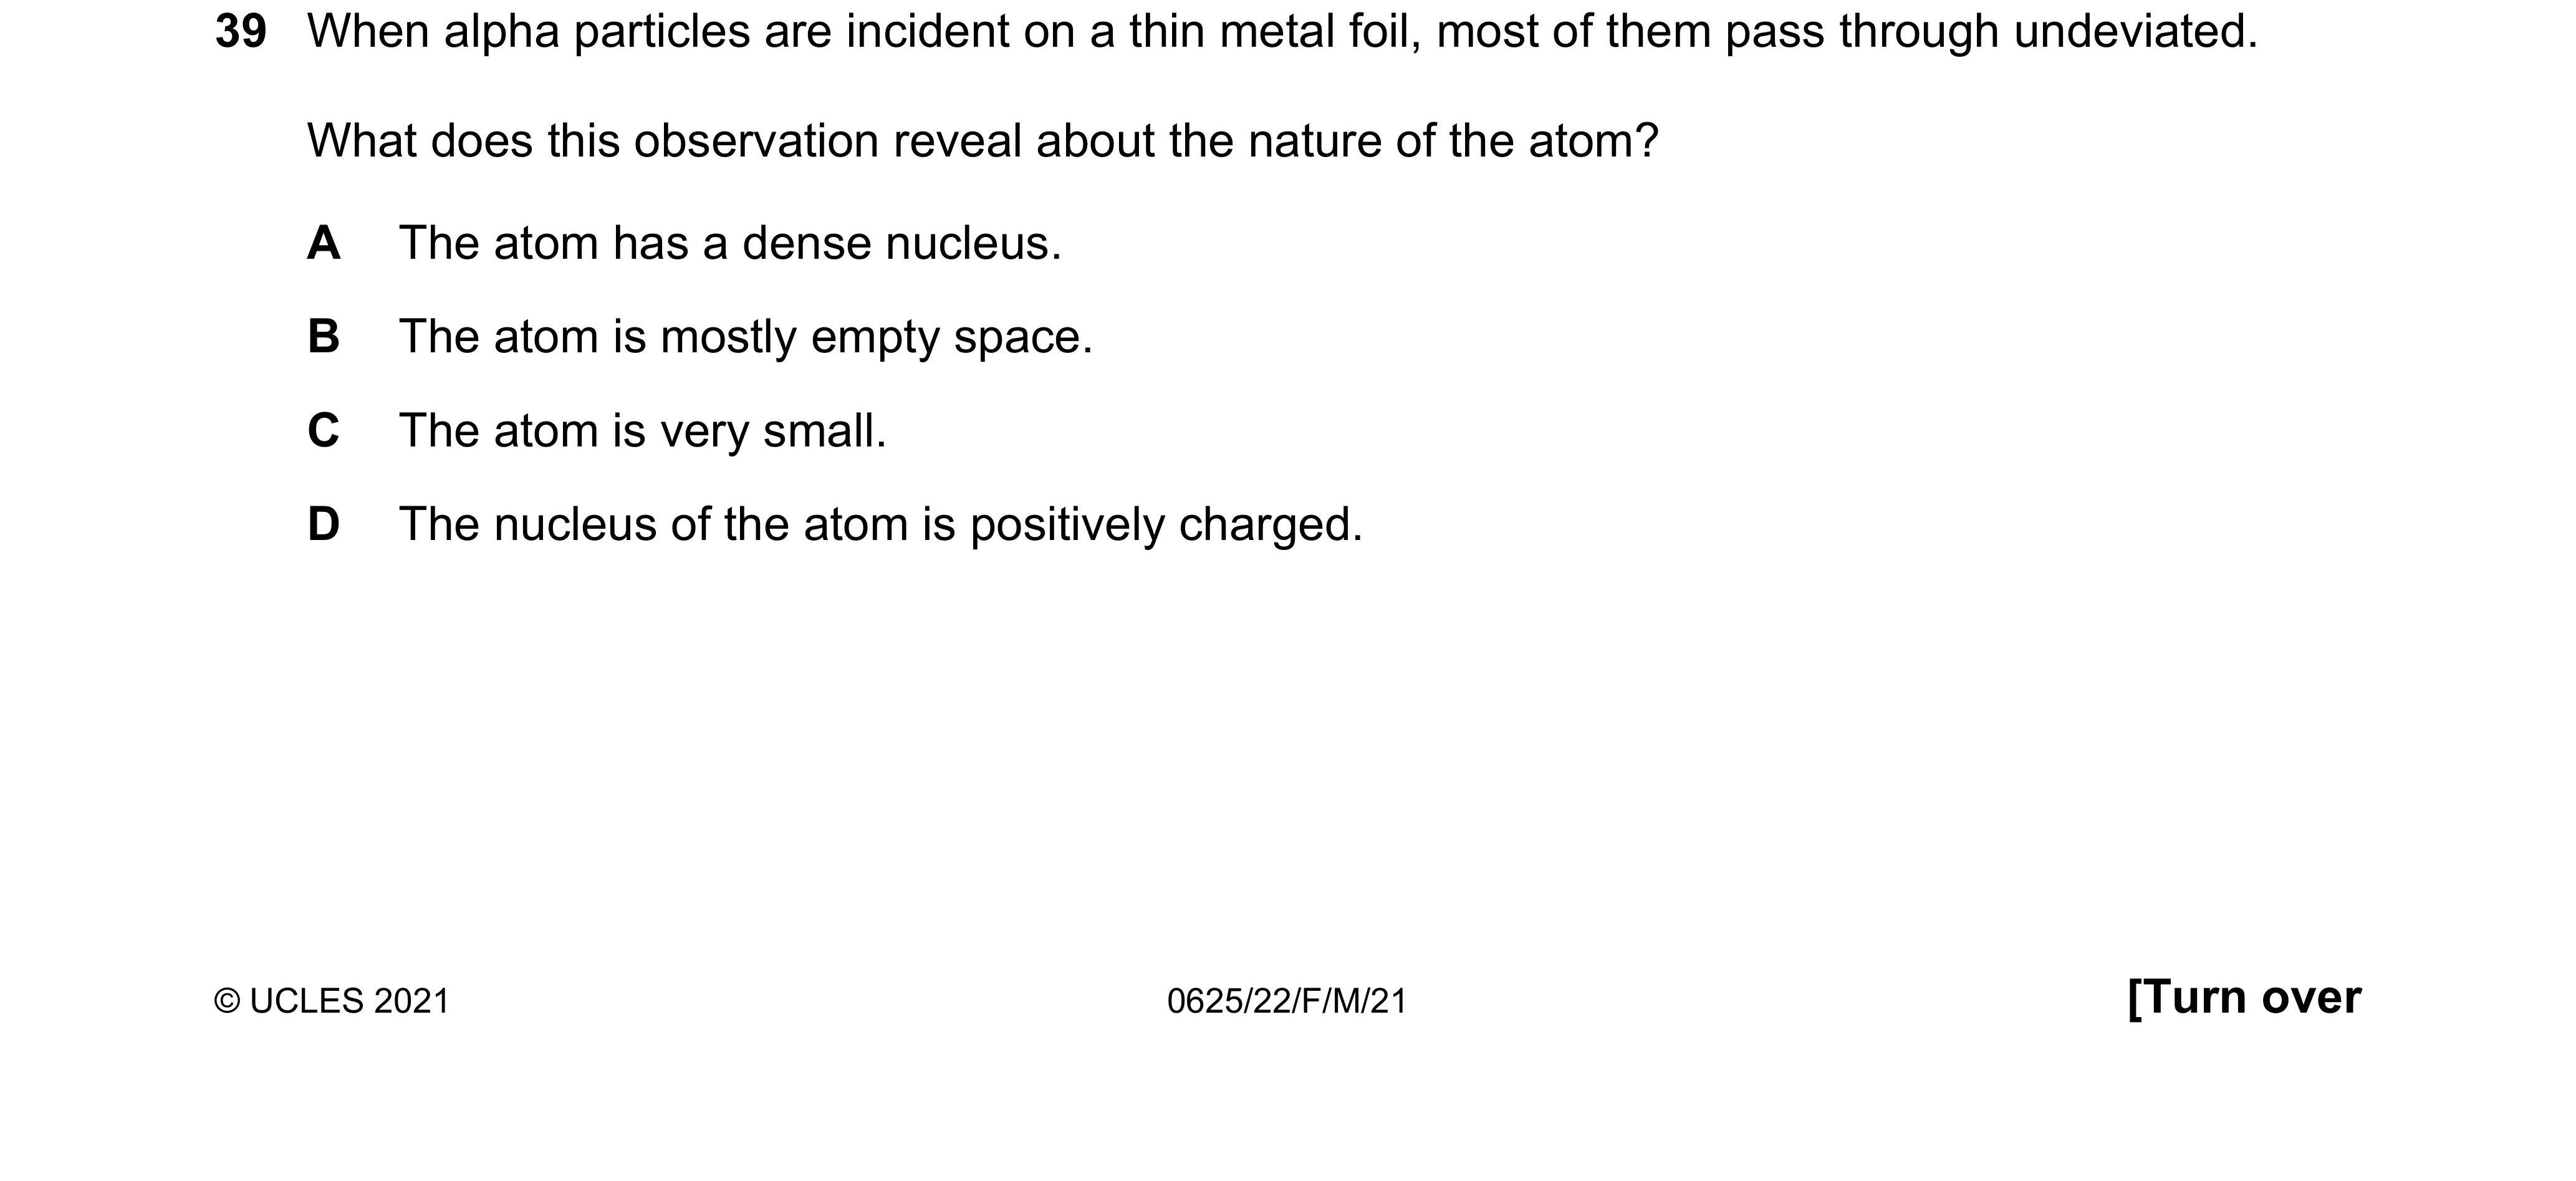 39 When alpha particles are incident on a thin metal foil, most of them pass through undeviated.
What does this observation reveal about the nature of the atom?
A The atom has a dense nucleus.
B The atom is mostly empty space.
C The atom is very small.
D The nucleus of the atom is positively charged.
© UCLES 2021 0625/22/F/M/21 [Turn over